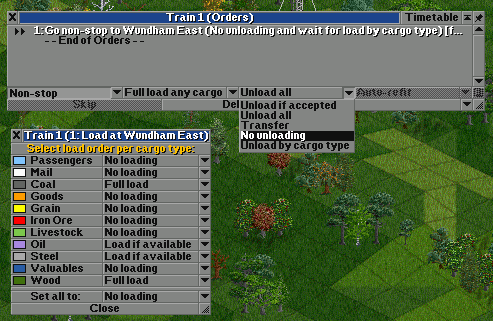 X Train 1 (Orders) Timetable
1: Go non-stop to Wundham East (No unloading and wait for load by cargo type) [f...
- - End of Orders - -
Non-stop Full load any cargo Unload all Auto-refit
Skip Del
Unload if accepted
Unload all
Transfer
No unloading
Unload by cargo type
X Train 1 (1: Load at Wundham East)
Select load order per cargo type:
Passengers No loading
Mail No loading
Coal Full load
Goods No loading
Grain No loading
Iron Ore No loading
Livestock No loading
Oil Load if available
Steel Load if available
Valuables No loading
Wood Full load
Set all to: No loading
Close